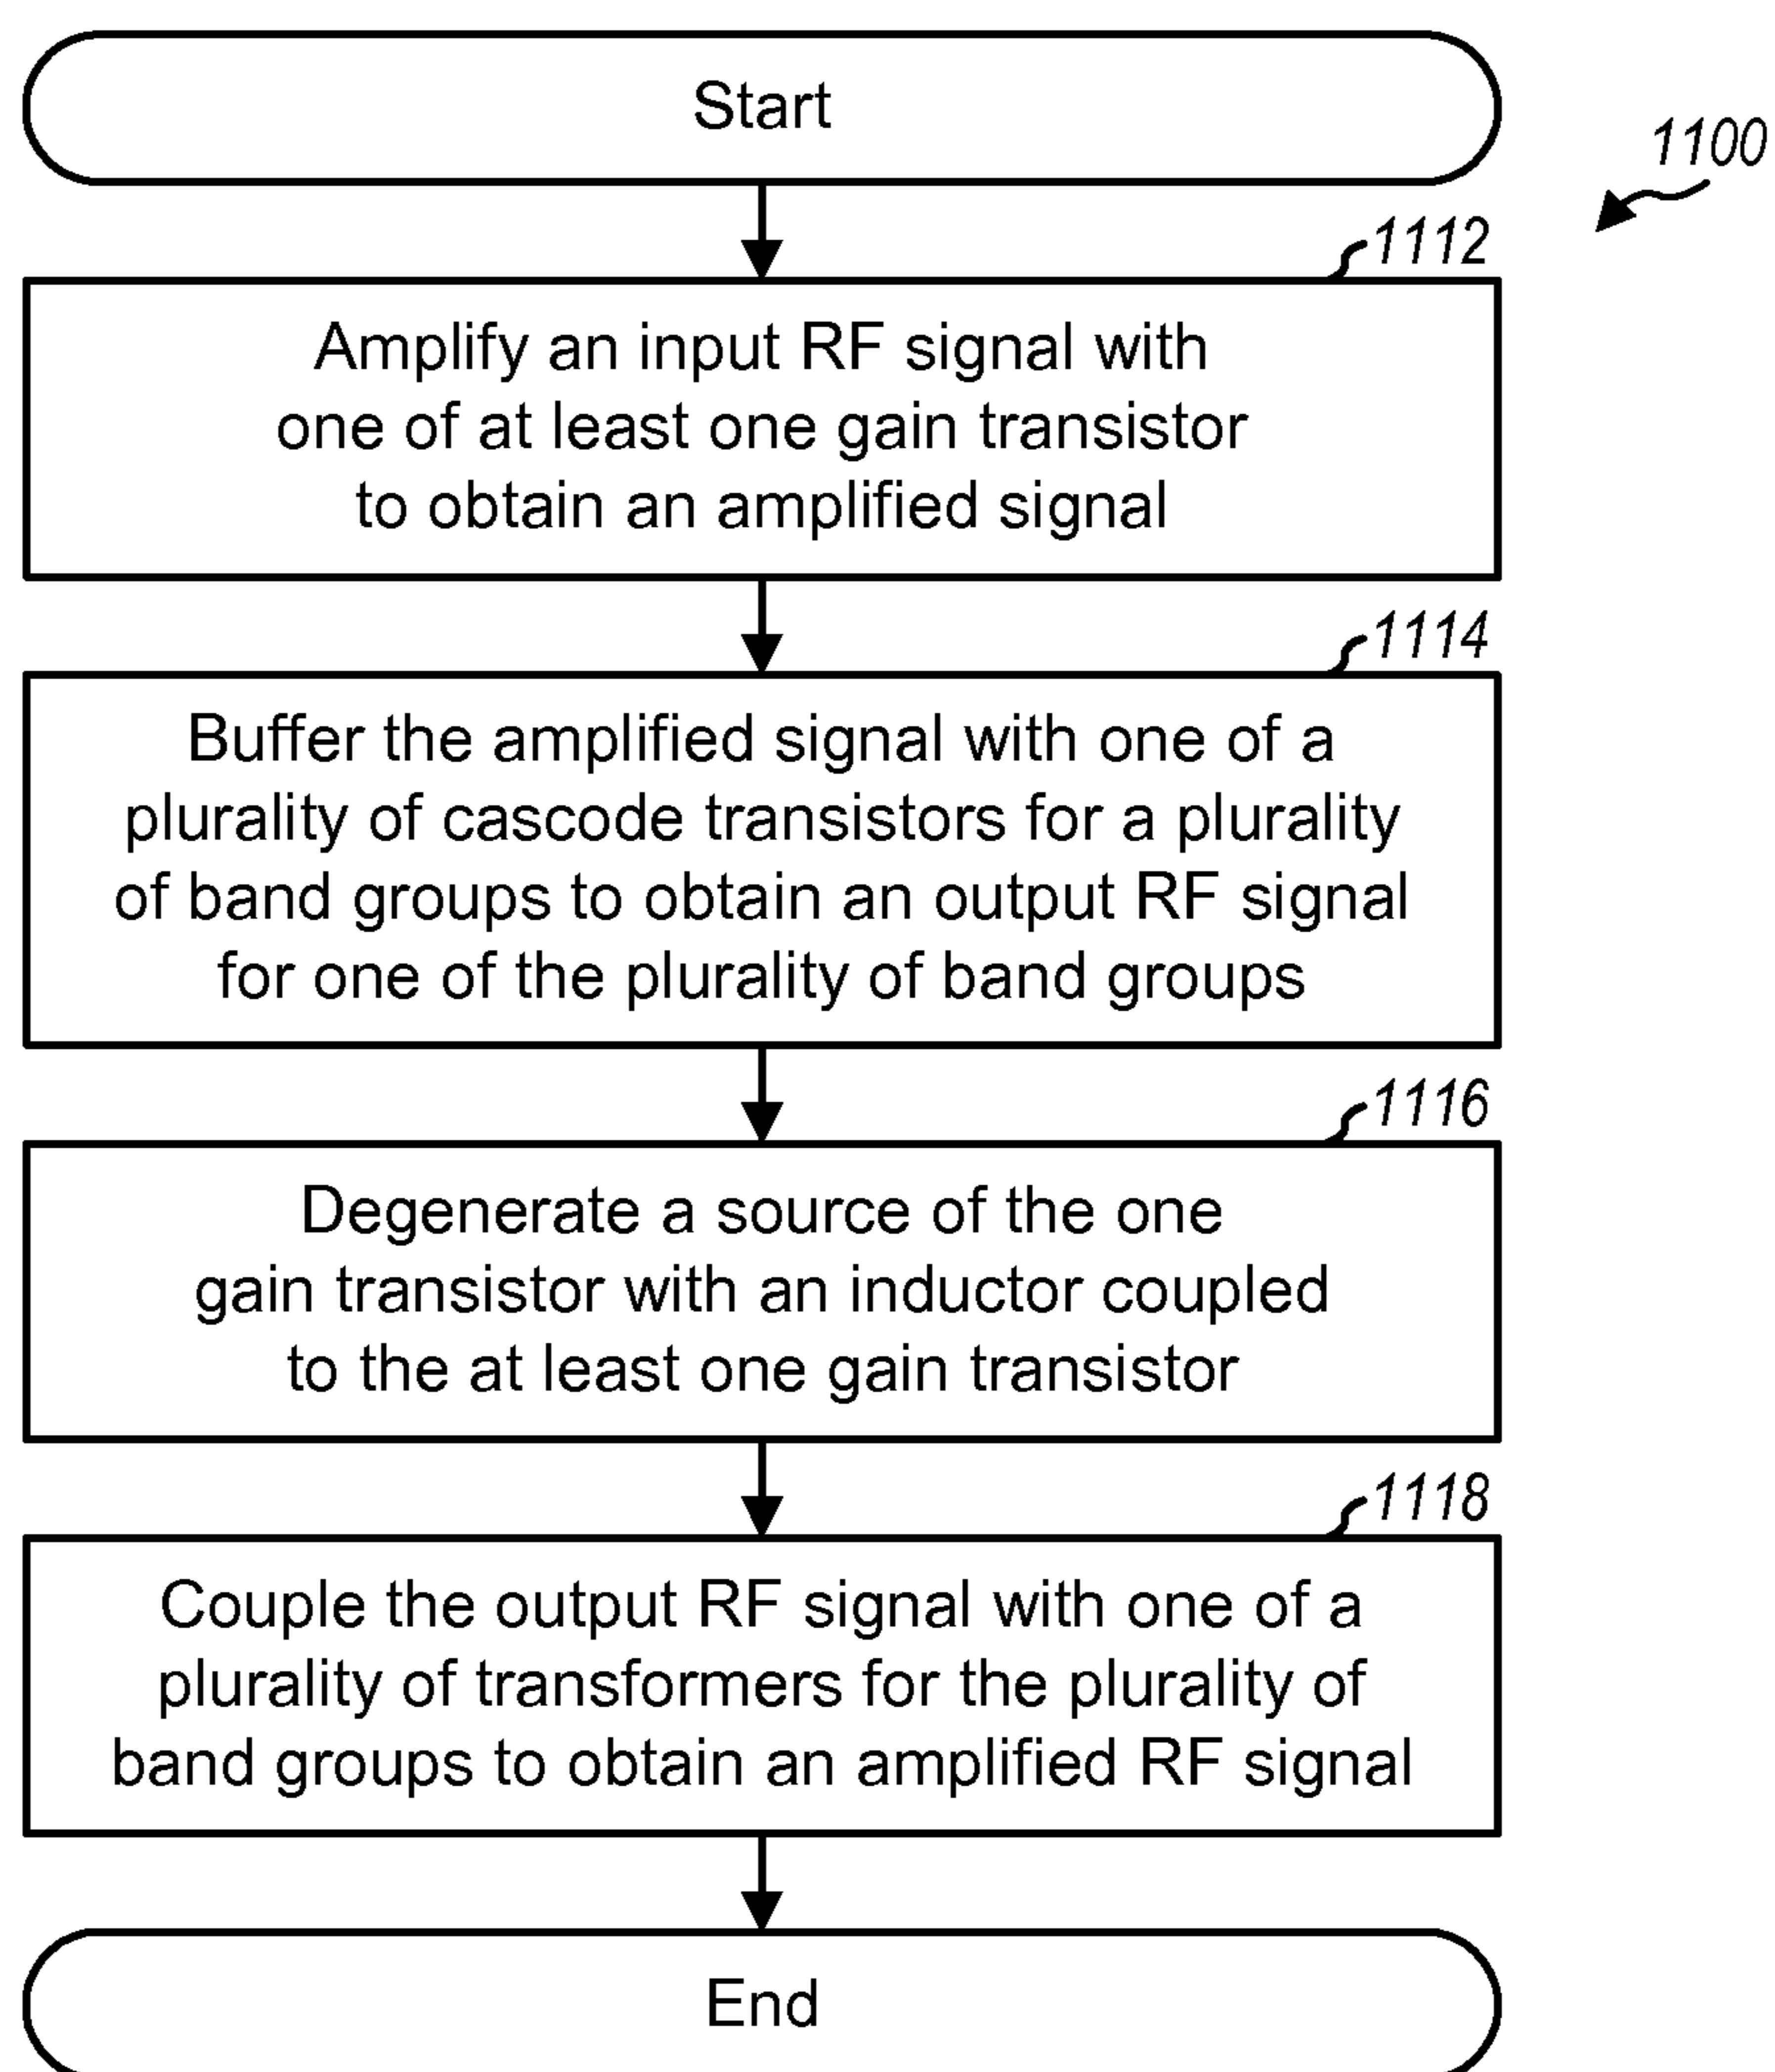 Start
1100
1112
Amplify an input RF signal with
one of at least one gain transistor
to obtain an amplified signal
1114
Buffer the amplified signal with one of a
plurality of cascode transistors for a plurality
of band groups to obtain an output RF signal
for one of the plurality of band groups
1116
Degenerate a source of the one
gain transistor with an inductor coupled
to the at least one gain transistor
1118
Couple the output RF signal with one of a
plurality of transformers for the plurality of
band groups to obtain an amplified RF signal
End